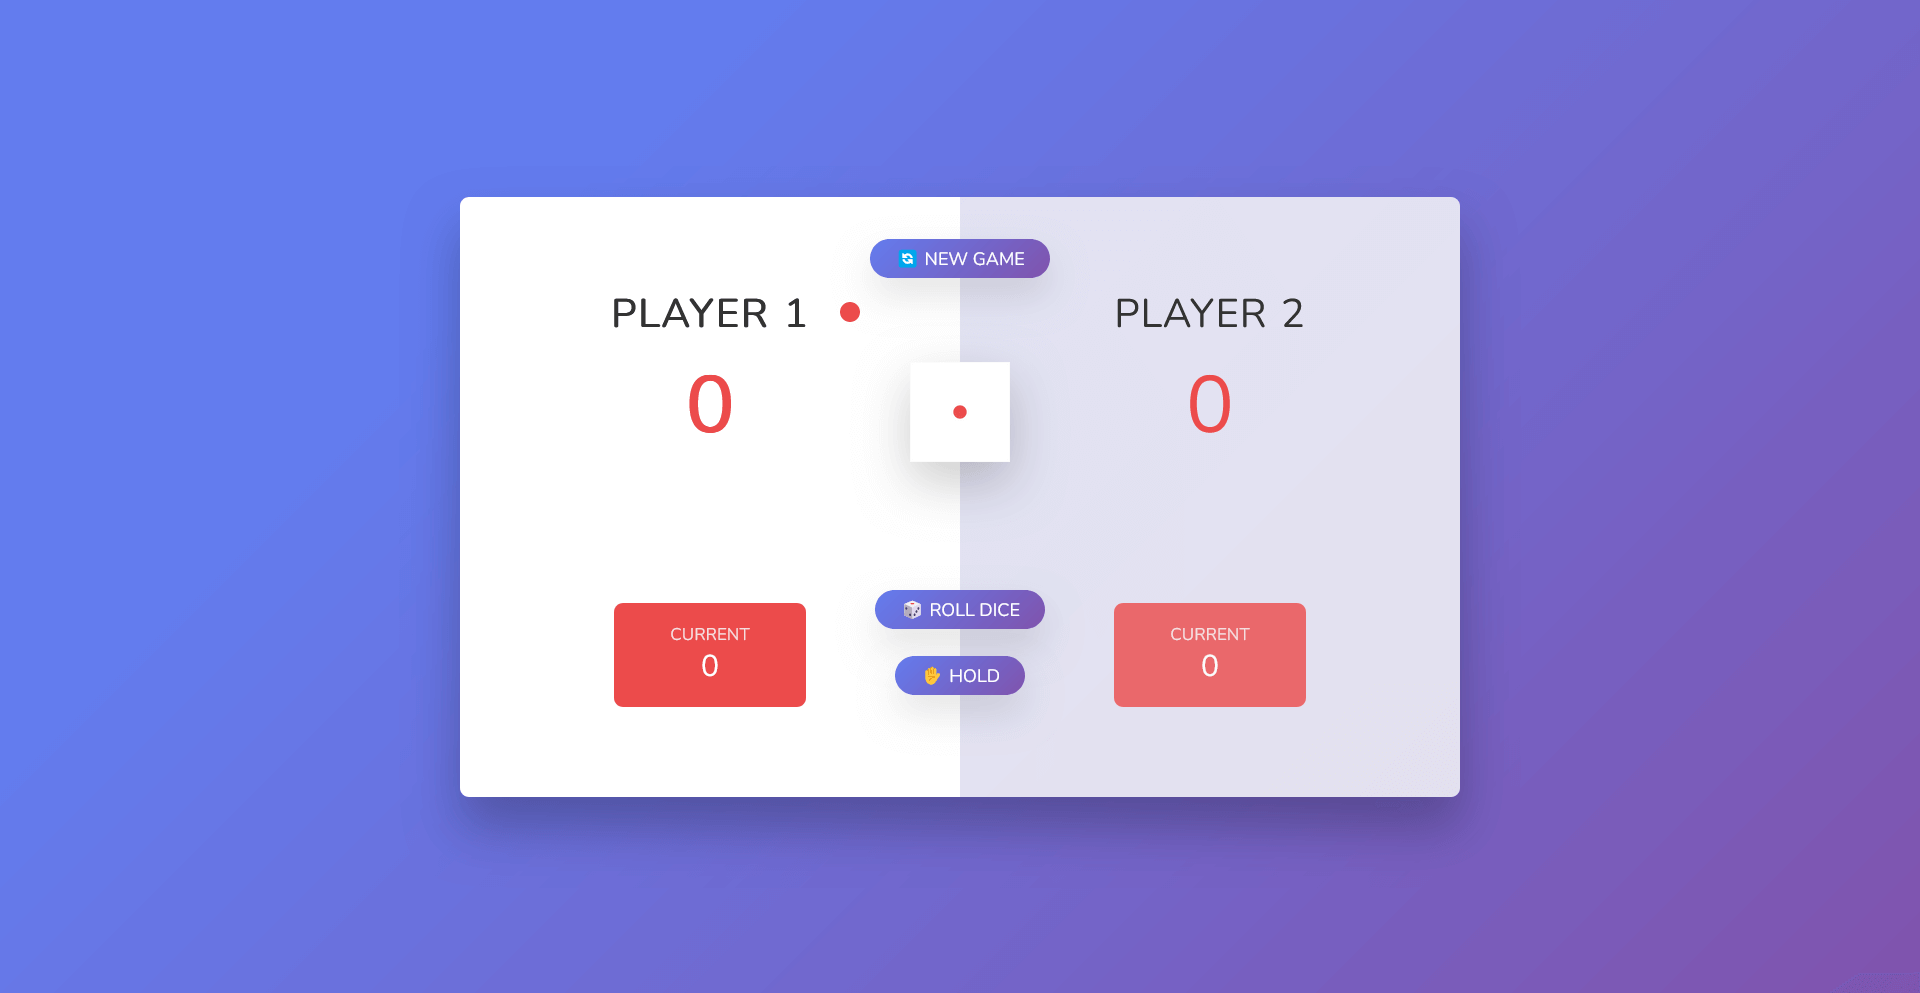 NEW GAME
PLAYER 1
0
CURRENT
0
PLAYER 2
0
CURRENT
0
ROLL DICE
HOLD